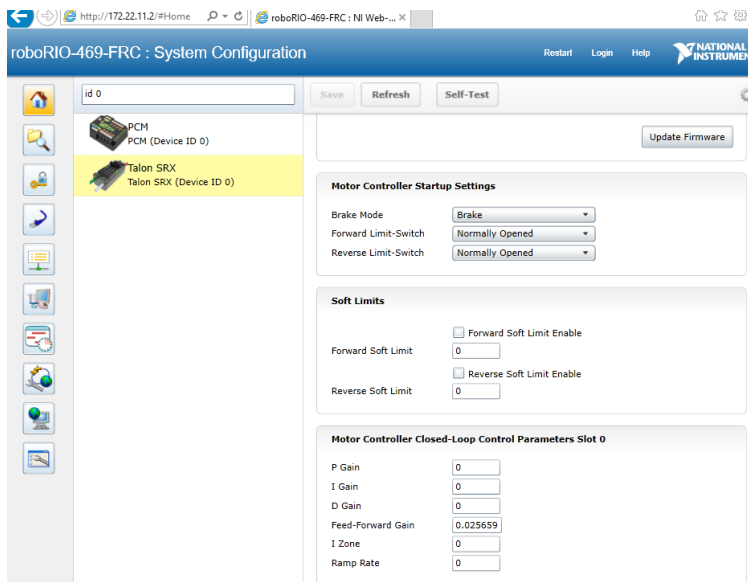 http://172.22.11.2/#Home
roboRIO-469-FRC : NI Web-...
roboRIO-469-FRC : System Configuration
Restart Login Help
NATIONAL
INSTRUMEN
id 0
Save Refresh Self-Test
PCM
PCM (Device ID 0)
Talon SRX
Talon SRX (Device ID 0)
Update Firmware
Motor Controller Startup Settings
Brake Mode Brake
Forward Limit-Switch Normally Opened
Reverse Limit-Switch Normally Opened
Soft Limits
Forward Soft Limit Enable
Forward Soft Limit 0
Reverse Soft Limit Enable
Reverse Soft Limit 0
Motor Controller Closed-Loop Control Parameters Slot 0
P Gain 0
I Gain 0
D Gain 0
Feed-Forward Gain 0.025659
I Zone 0
Ramp Rate 0